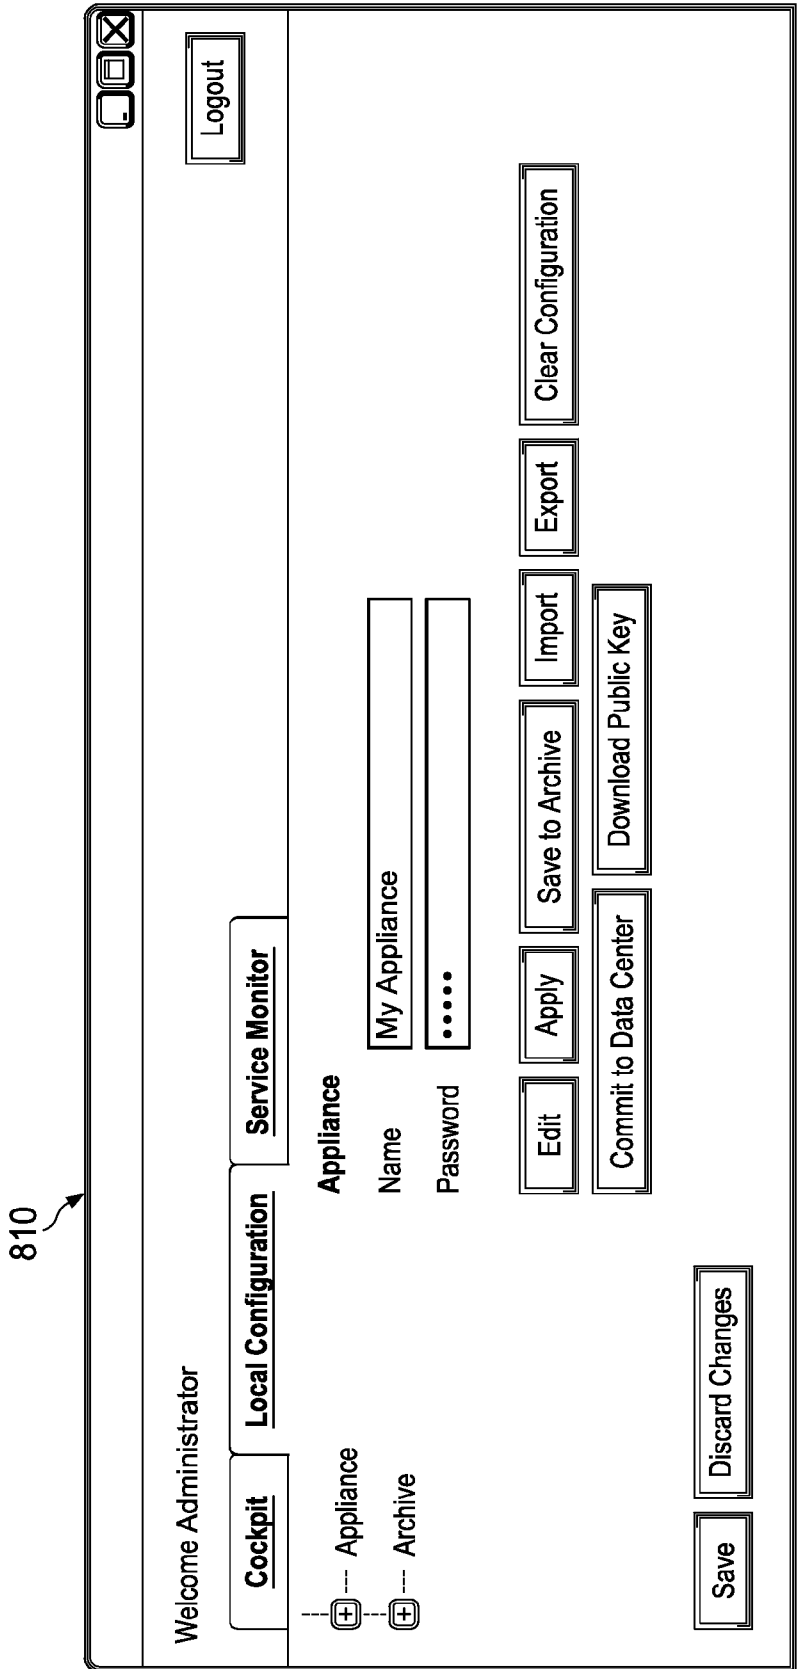 810
Welcome Administrator
Logout
Cockpit Local Configuration Service Monitor
Appliance
Archive
Appliance
Name My Appliance
Password •••••
Edit Apply Save to Archive Import Export Clear Configuration
Commit to Data Center Download Public Key
Save Discard Changes